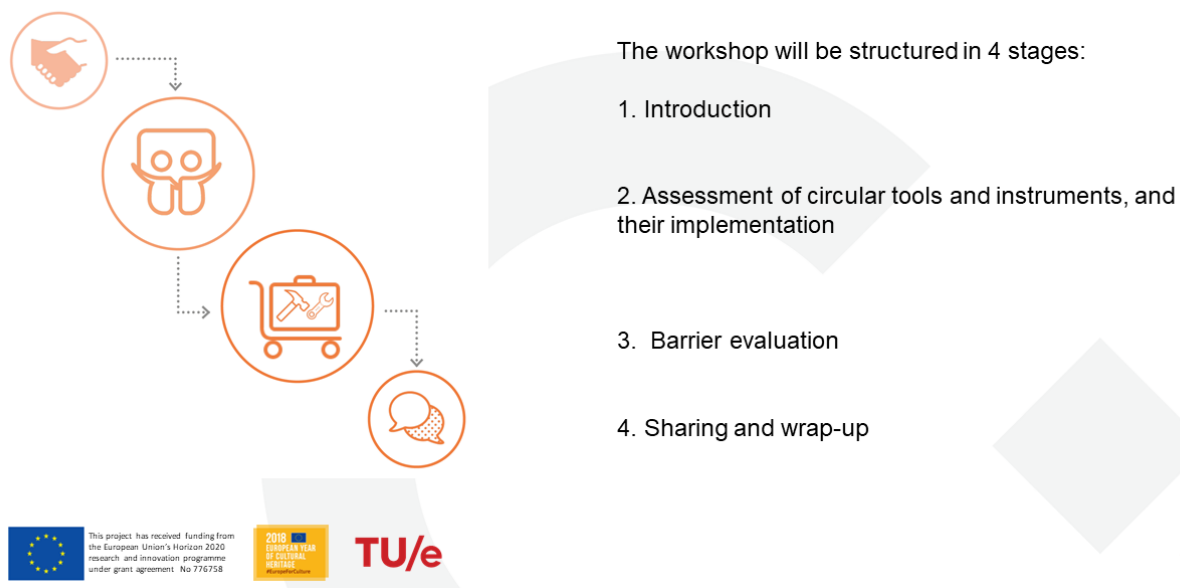 The workshop will be structured in 4 stages:
1. Introduction
2. Assessment of circular tools and instruments, and
their implementation
3. Barrier evaluation
4. Sharing and wrap-up
This project has received funding from
the European Union's Horizon 2020
research and innovation programme
under grant agreement No 776758
2018
EUROPEAN YEAR
OF CULTURAL
HERITAGE
#EuropeForCulture
TU/e